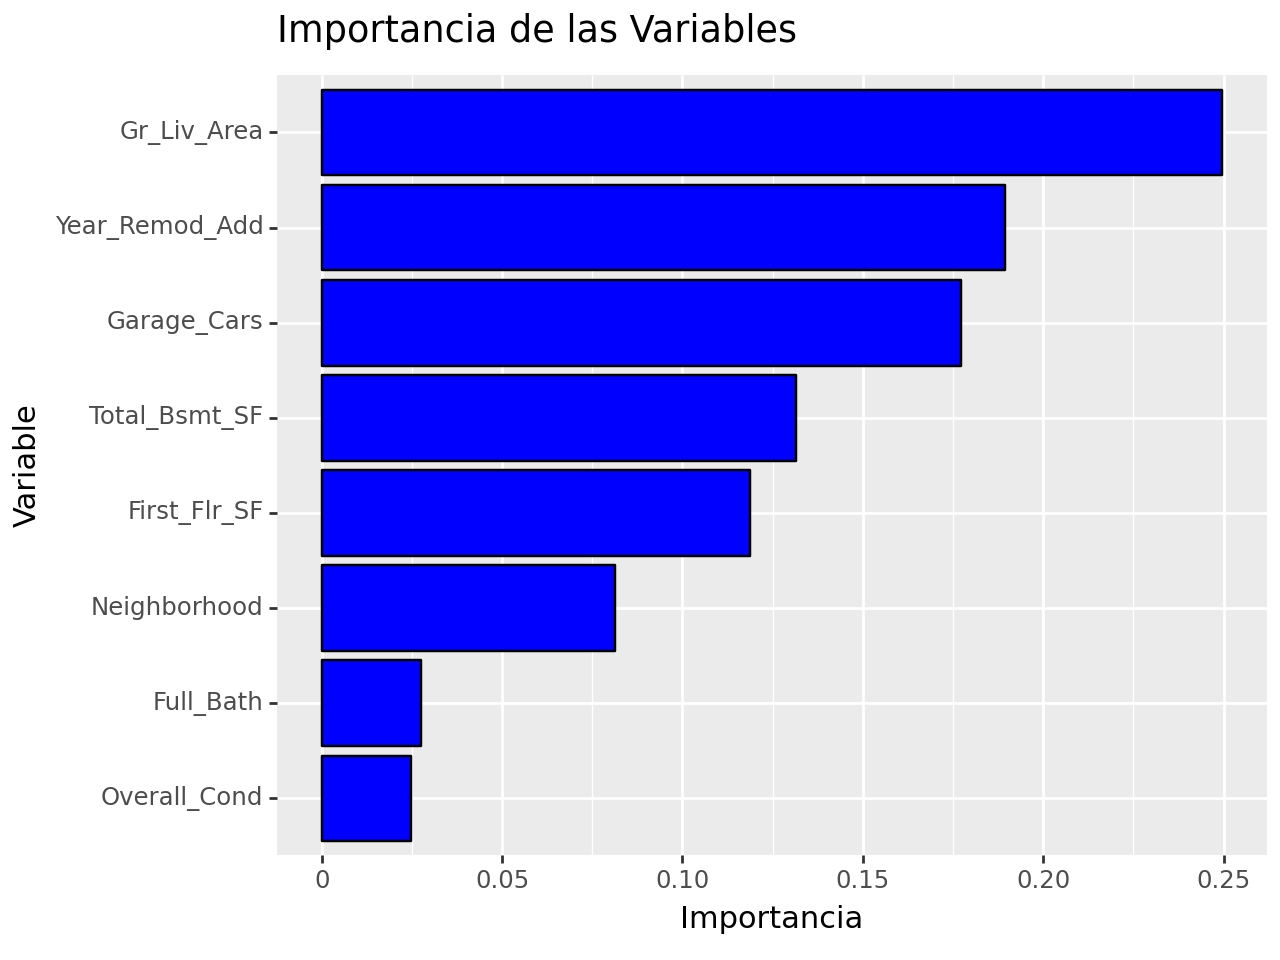 Importancia de las Variables
Gr_Liv_Area
Year_Remod_Add
Garage_Cars
Total_Bsmt_SF
First_Flr_SF
Neighborhood
Full_Bath
Overall_Cond
Variable
0 0.05 0.10 0.15 0.20 0.25
Importancia